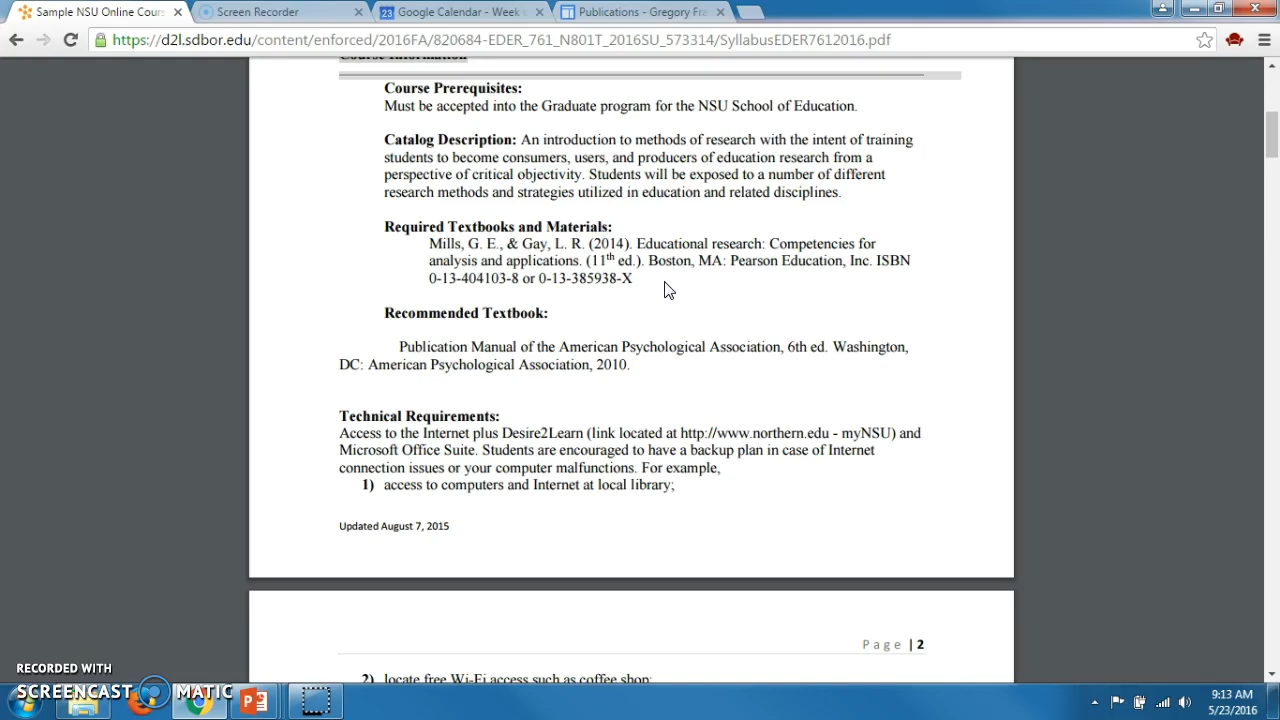 Sample NSU Online Cours
Screen Recorder
Google Calendar - Week
Publications - Gregory Fra
https://d2l.sdbor.edu/content/enforced/2016FA/820684-EDER_761_N801T_2016SU_573314/SyllabusEDER7612016.pdf
Course Information
Course Prerequisites:
Must be accepted into the Graduate program for the NSU School of Education.
Catalog Description: An introduction to methods of research with the intent of training
students to become consumers, users, and producers of education research from a
perspective of critical objectivity. Students will be exposed to a number of different
research methods and strategies utilized in education and related disciplines.
Required Textbooks and Materials:
Mills, G. E., & Gay, L. R. (2014). Educational research: Competencies for
analysis and applications. (11th ed.). Boston, MA: Pearson Education, Inc. ISBN
0-13-404103-8 or 0-13-385938-X
Recommended Textbook:
Publication Manual of the American Psychological Association, 6th ed. Washington,
DC: American Psychological Association, 2010.
Technical Requirements:
Access to the Internet plus Desire2Learn (link located at http://www.northern.edu - myNSU) and
Microsoft Office Suite. Students are encouraged to have a backup plan in case of Internet
connection issues or your computer malfunctions. For example,
1) access to computers and Internet at local library;
Updated August 7, 2015
Page | 2
2) locate free Wi-Fi access such as coffee shop;
RECORDED WITH
SCREENCAST MATIC
9:13 AM
5/23/2016